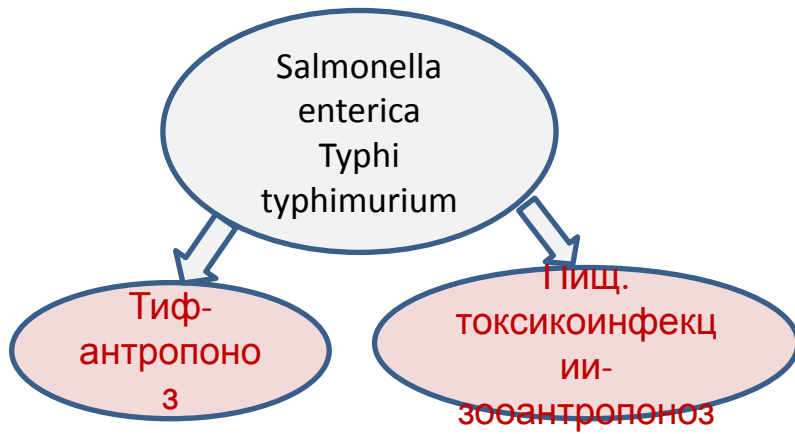 Salmonella
enterica
Typhi
typhimurium
Тиф-
антропоно
з
Пищ.
токсикоинфекц
ии-
зооантропоноз